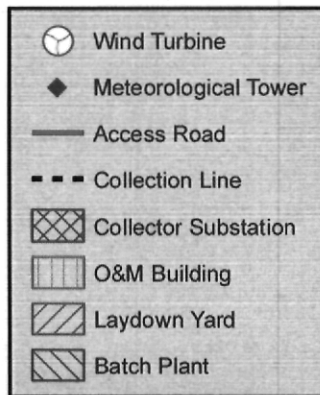 Wind Turbine
Meteorological Tower
Access Road
Collection Line
Collector Substation
O&M Building
Laydown Yard
Batch Plant